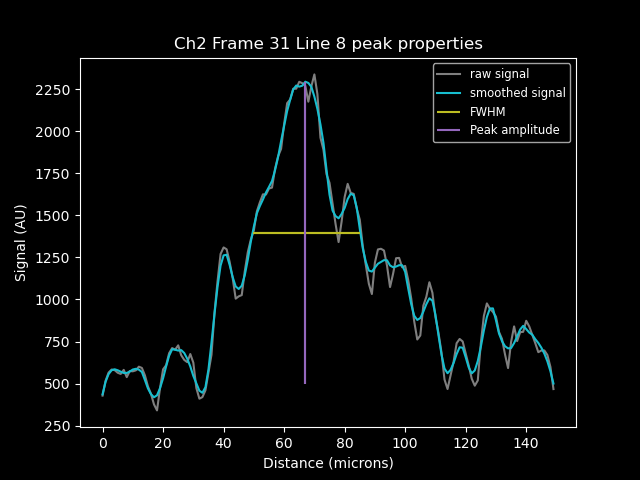 Ch2 Frame 31 Line 8 peak properties
raw signal
smoothed signal
FWHM
Peak amplitude
Signal (AU)
2250
2000
1750
1500
1250
1000
750
500
250
0 20 40 60 80 100 120 140
Distance (microns)